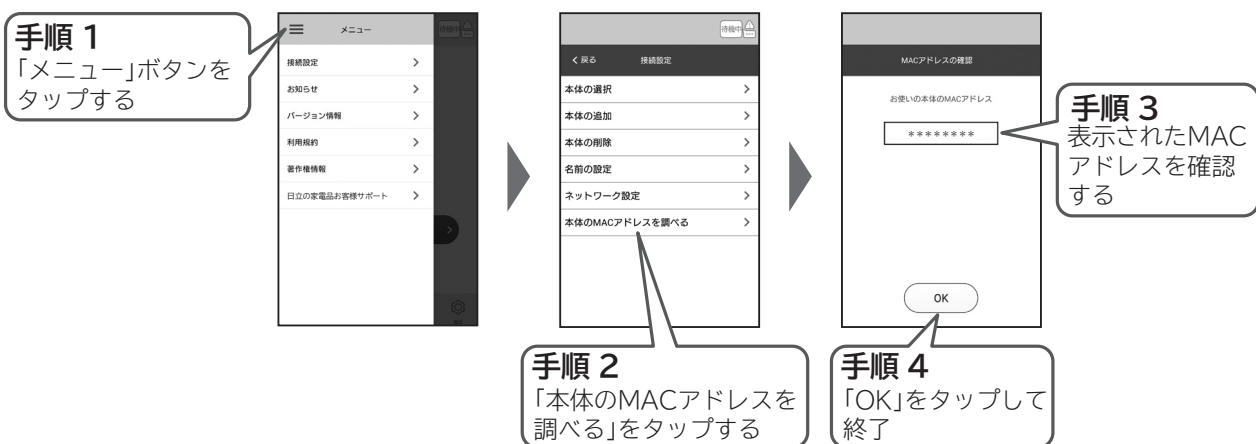 手順 1
「メニュー」ボタンを
タップする
メニュー
待機中
接続設定
お知らせ
バージョン情報
利用規約
著作権情報
日立の家電品お客様サポート
待機中
戻る 接続設定
本体の選択
本体の追加
本体の削除
名前の設定
ネットワーク設定
本体のMACアドレスを調べる
手順 2
「本体のMACアドレスを
調べる」をタップする
MACアドレスの確認
お使いの本体のMACアドレス
********
手順 3
表示されたMAC
アドレスを確認
する
OK
手順 4
「OK」をタップして
終了